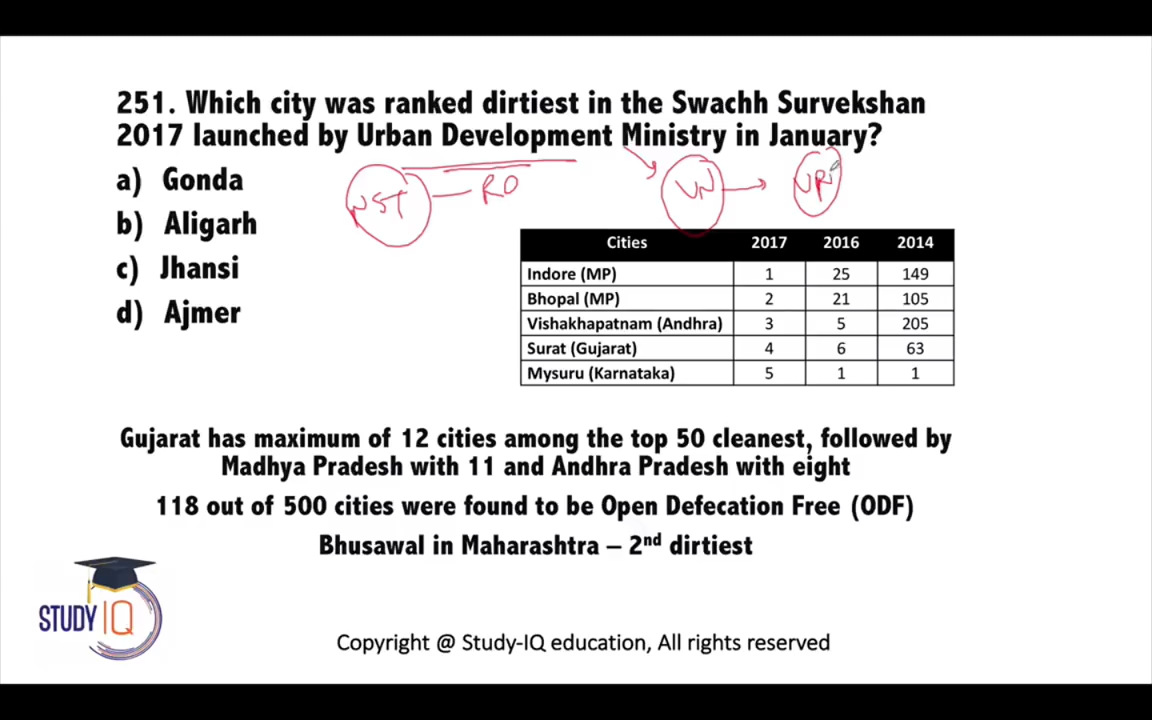 251. Which city was ranked dirtiest in the Swachh Survekshan
2017 launched by Urban Development Ministry in January?
a) Gonda
b) Aligarh
c) Jhansi
d) Ajmer
Cities 2017 2016 2014
Indore (MP) 1 25 149
Bhopal (MP) 2 21 105
Vishakhapatnam (Andhra) 3 5 205
Surat (Gujarat) 4 6 63
Mysuru (Karnataka) 5 1 1
Gujarat has maximum of 12 cities among the top 50 cleanest, followed by
Madhya Pradesh with 11 and Andhra Pradesh with eight
118 out of 500 cities were found to be Open Defecation Free (ODF)
Bhusawal in Maharashtra – 2nd dirtiest
STUDY IQ
Copyright @ Study-IQ education, All rights reserved